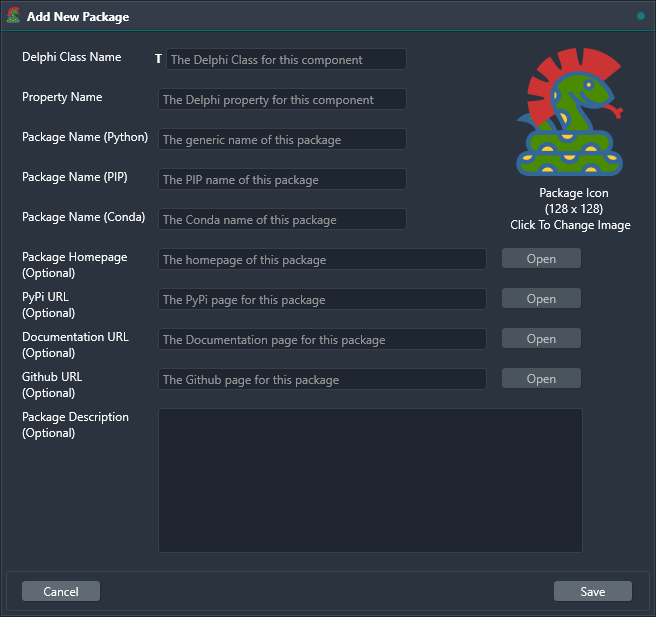 Add New Package
Delphi Class Name
T
The Delphi Class for this component
Property Name
The Delphi property for this component
Package Name (Python)
The generic name of this package
Package Name (PIP)
The PIP name of this package
Package Name (Conda)
The Conda name of this package
Package Icon
(128 x 128)
Click To Change Image
Package Homepage
(Optional)
The homepage of this package
Open
PyPi URL
(Optional)
The PyPi page for this package
Open
Documentation URL
(Optional)
The Documentation page for this package
Open
Github URL
(Optional)
The Github page for this package
Open
Package Description
(Optional)
Cancel
Save